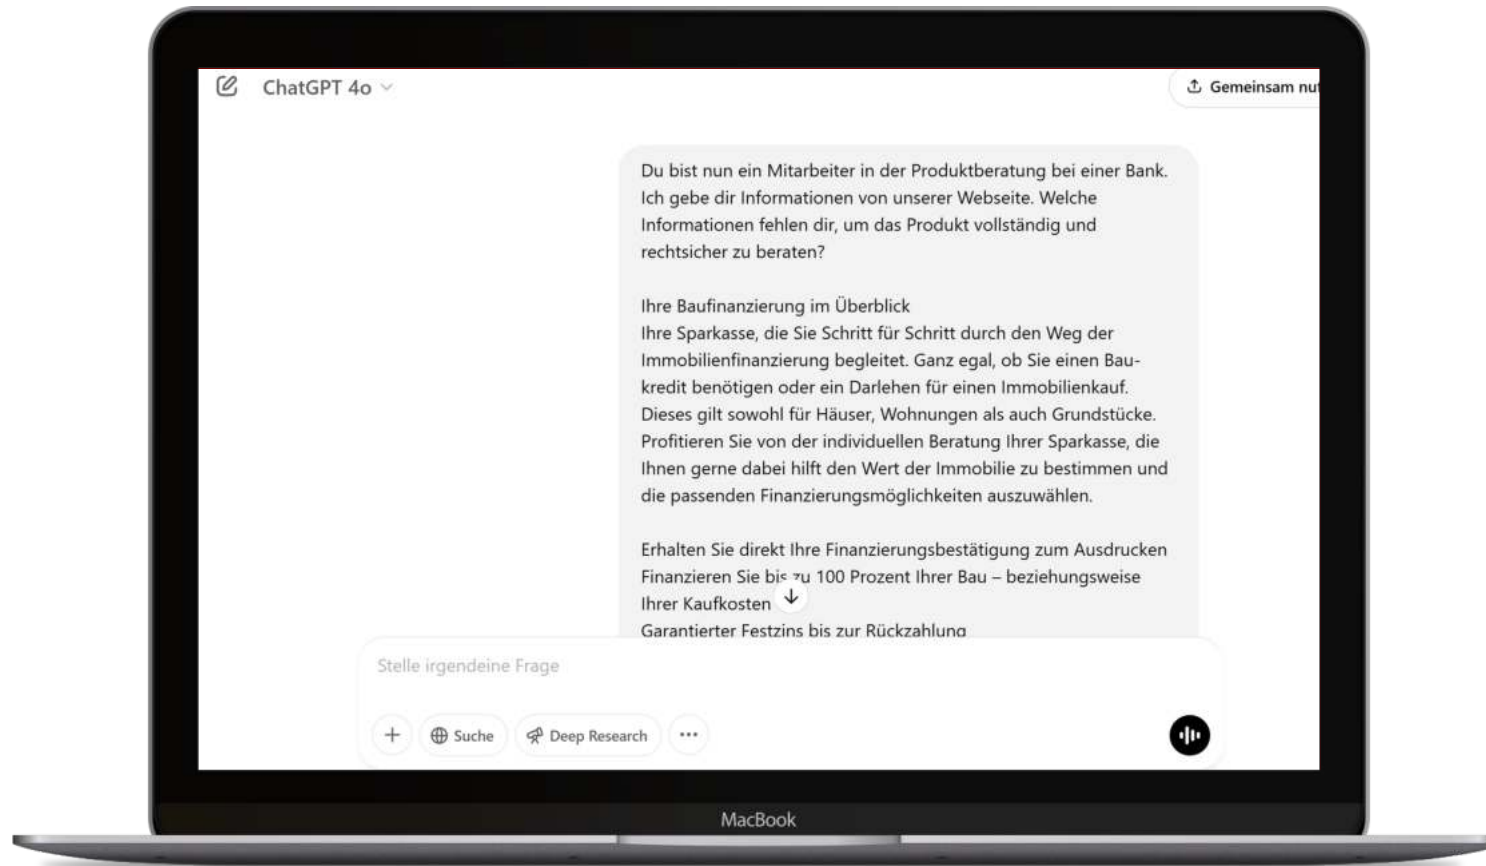 ChatGPT 4o
Gemeinsam nut
Du bist nun ein Mitarbeiter in der Produktberatung bei einer Bank.
Ich gebe dir Informationen von unserer Webseite. Welche
Informationen fehlen dir, um das Produkt vollständig und
rechtsicher zu beraten?
Ihre Baufinanzierung im Überblick
Ihre Sparkasse, die Sie Schritt für Schritt durch den Weg der
Immobilienfinanzierung begleitet. Ganz egal, ob Sie einen Bau-
kredit benötigen oder ein Darlehen für einen Immobilienkauf.
Dieses gilt sowohl für Häuser, Wohnungen als auch Grundstücke.
Profitieren Sie von der individuellen Beratung Ihrer Sparkasse, die
Ihnen gerne dabei hilft den Wert der Immobilie zu bestimmen und
die passenden Finanzierungsmöglichkeiten auszuwählen.
Erhalten Sie direkt Ihre Finanzierungsbestätigung zum Ausdrucken
Finanzieren Sie bis zu 100 Prozent Ihrer Bau – beziehungsweise
Ihrer Kaufkosten
Garantierter Festzins bis zur Rückzahlung
Stelle irgendeine Frage
Suche
Deep Research
MacBook